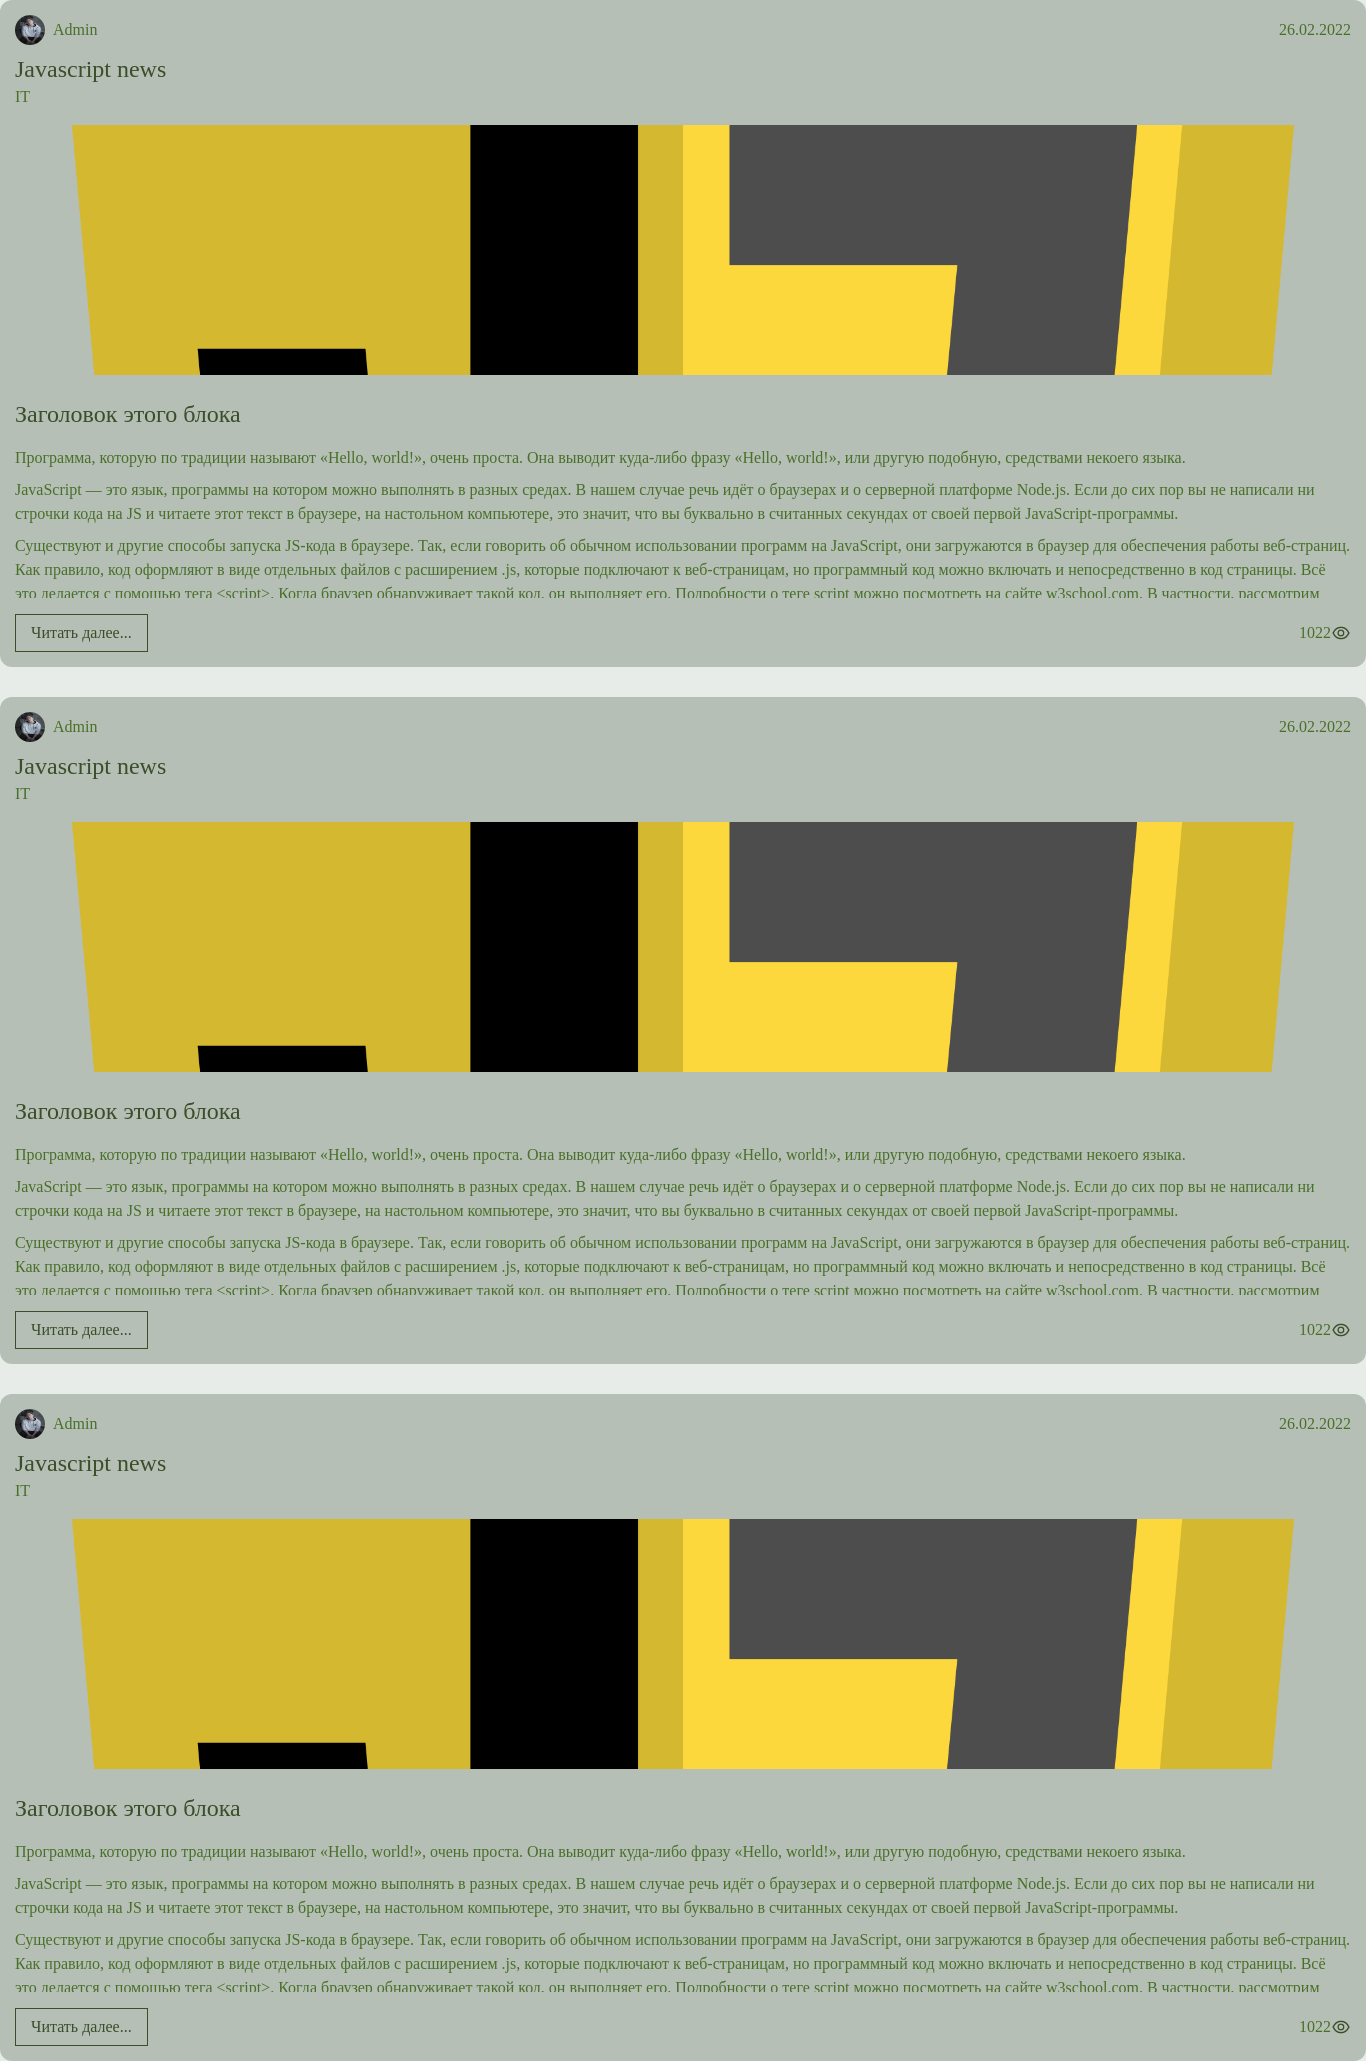 Admin
26.02.2022
Javascript news
IT
Заголовок этого блока
Программа, которую по традиции называют «Hello, world!», очень проста. Она выводит куда-либо фразу «Hello, world!», или другую подобную, средствами некоего языка.
JavaScript — это язык, программы на котором можно выполнять в разных средах. В нашем случае речь идёт о браузерах и о серверной платформе Node.js. Если до сих пор вы не написали ни
строчки кода на JS и читаете этот текст в браузере, на настольном компьютере, это значит, что вы буквально в считанных секундах от своей первой JavaScript-программы.
Существуют и другие способы запуска JS-кода в браузере. Так, если говорить об обычном использовании программ на JavaScript, они загружаются в браузер для обеспечения работы веб-страниц.
Как правило, код оформляют в виде отдельных файлов с расширением .js, которые подключают к веб-страницам, но программный код можно включать и непосредственно в код страницы. Всё
это делается с помощью тега <script>. Когда браузер обнаруживает такой код, он выполняет его. Подробности о теге script можно посмотреть на сайте w3school.com. В частности, рассмотрим
Читать далее...
1022
Admin
26.02.2022
Javascript news
IT
Заголовок этого блока
Программа, которую по традиции называют «Hello, world!», очень проста. Она выводит куда-либо фразу «Hello, world!», или другую подобную, средствами некоего языка.
JavaScript — это язык, программы на котором можно выполнять в разных средах. В нашем случае речь идёт о браузерах и о серверной платформе Node.js. Если до сих пор вы не написали ни
строчки кода на JS и читаете этот текст в браузере, на настольном компьютере, это значит, что вы буквально в считанных секундах от своей первой JavaScript-программы.
Существуют и другие способы запуска JS-кода в браузере. Так, если говорить об обычном использовании программ на JavaScript, они загружаются в браузер для обеспечения работы веб-страниц.
Как правило, код оформляют в виде отдельных файлов с расширением .js, которые подключают к веб-страницам, но программный код можно включать и непосредственно в код страницы. Всё
это делается с помощью тега <script>. Когда браузер обнаруживает такой код, он выполняет его. Подробности о теге script можно посмотреть на сайте w3school.com. В частности, рассмотрим
Читать далее...
1022
Admin
26.02.2022
Javascript news
IT
Заголовок этого блока
Программа, которую по традиции называют «Hello, world!», очень проста. Она выводит куда-либо фразу «Hello, world!», или другую подобную, средствами некоего языка.
JavaScript — это язык, программы на котором можно выполнять в разных средах. В нашем случае речь идёт о браузерах и о серверной платформе Node.js. Если до сих пор вы не написали ни
строчки кода на JS и читаете этот текст в браузере, на настольном компьютере, это значит, что вы буквально в считанных секундах от своей первой JavaScript-программы.
Существуют и другие способы запуска JS-кода в браузере. Так, если говорить об обычном использовании программ на JavaScript, они загружаются в браузер для обеспечения работы веб-страниц.
Как правило, код оформляют в виде отдельных файлов с расширением .js, которые подключают к веб-страницам, но программный код можно включать и непосредственно в код страницы. Всё
это делается с помощью тега <script>. Когда браузер обнаруживает такой код, он выполняет его. Подробности о теге script можно посмотреть на сайте w3school.com. В частности, рассмотрим
Читать далее...
1022